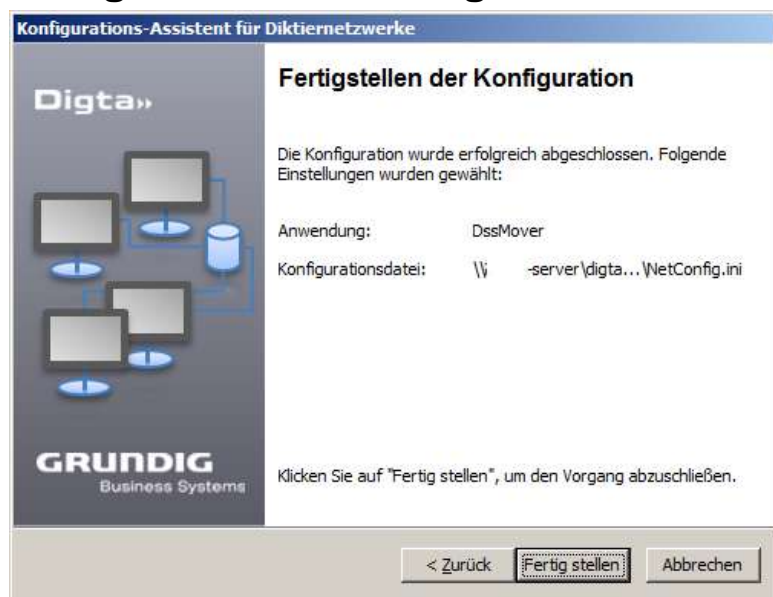 Konfigurations-Assistent für Diktiernetzwerke
Digta»
Fertigstellen der Konfiguration
Die Konfiguration wurde erfolgreich abgeschlossen. Folgende
Einstellungen wurden gewählt:
Anwendung: DssMover
Konfigurationsdatei: \\i -server\digta...\NetConfig.ini
GRUNDIG
Business Systems
Klicken Sie auf "Fertig stellen", um den Vorgang abzuschließen.
< Zurück Fertig stellen Abbrechen